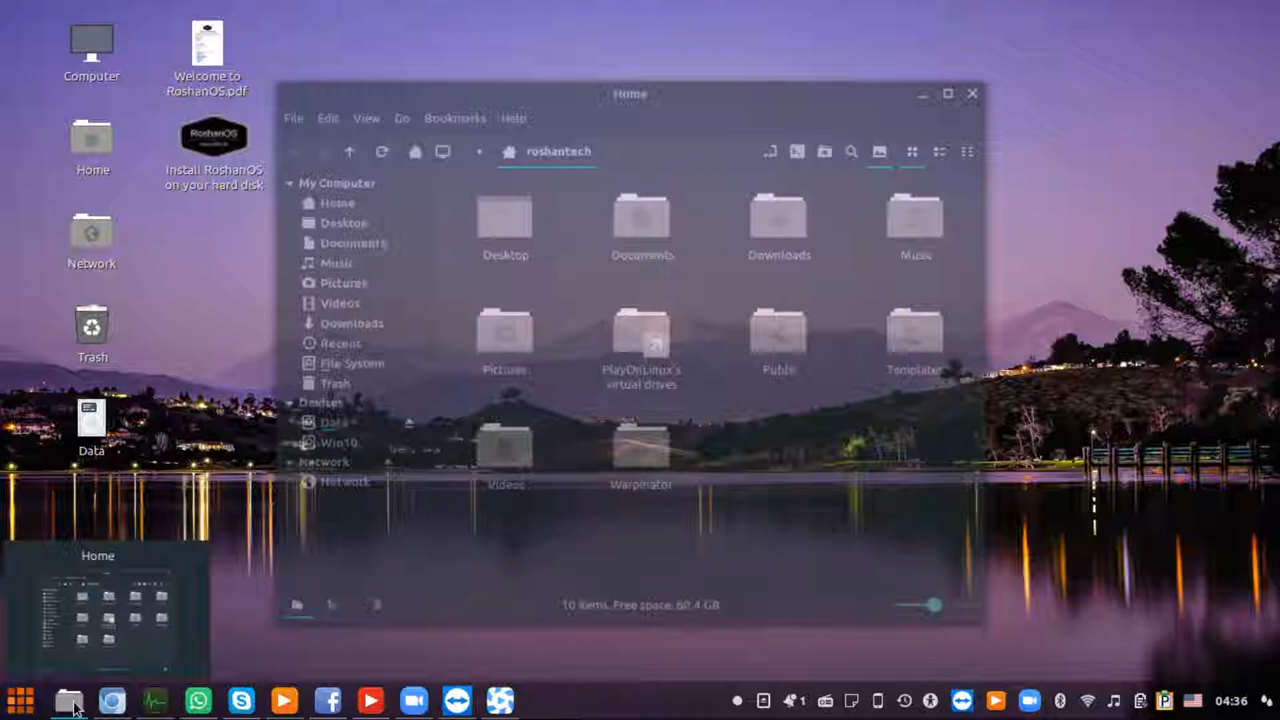 Computer
Welcome to
RoshanOS.pdf
Home
RoshanOS
Install RoshanOS
on your hard disk
Network
Trash
Data
Home
File Edit View Go Bookmarks Help
roshantech
My Computer
Home
Desktop
Documents
Music
Pictures
Videos
Downloads
Recent
File System
Trash
Devices
Data
Win10
Network
Network
Desktop
Documents
Downloads
Music
Pictures
PlayOnLinux's
virtual drives
Public
Templates
Videos
Warpinator
10 items, Free space: 60.4 GB
Home
1
P
04:36